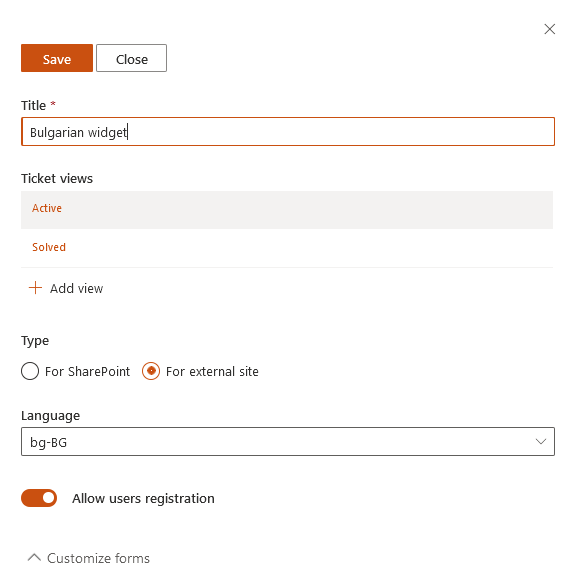 Save Close
Title *
Bulgarian widget
Ticket views
Active
Solved
Add view
Type
For SharePoint For external site
Language
bg-BG
Allow users registration
Customize forms